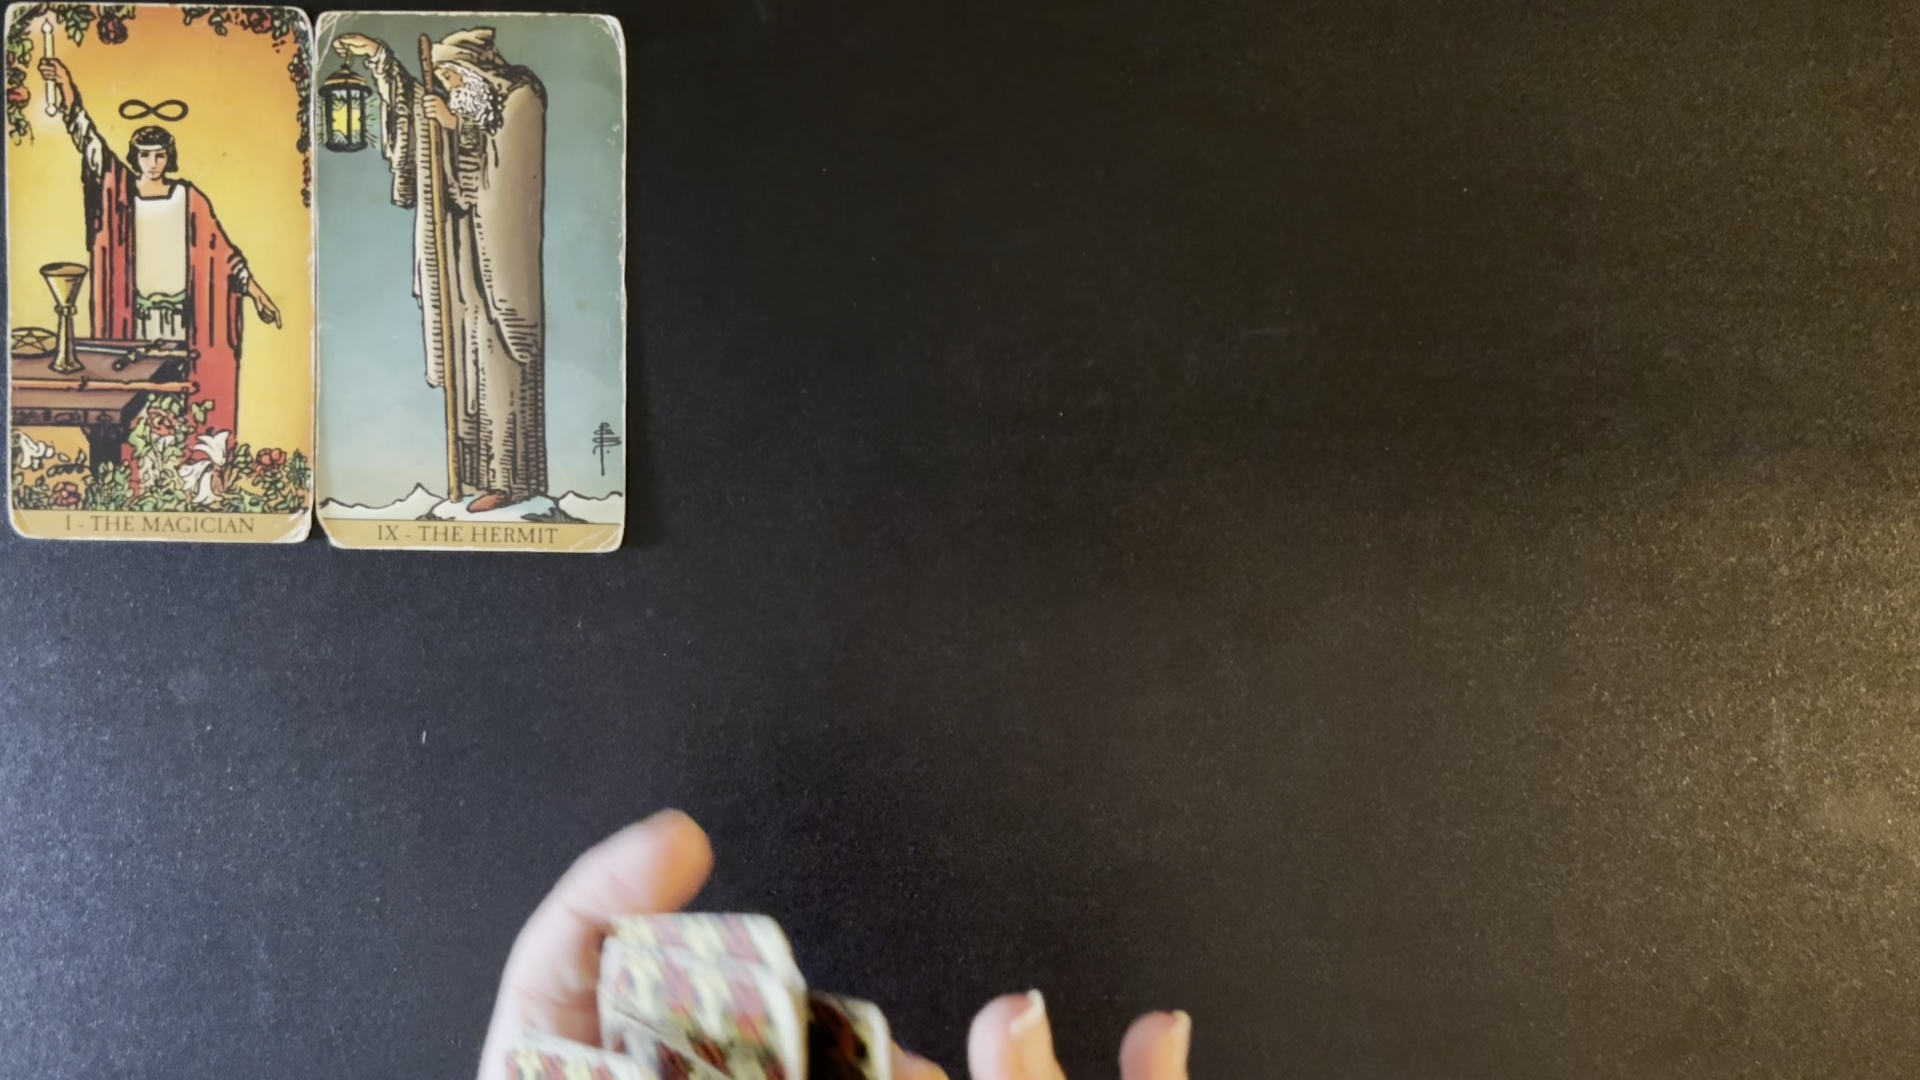 I - THE MAGICIAN
IX - THE HERMIT